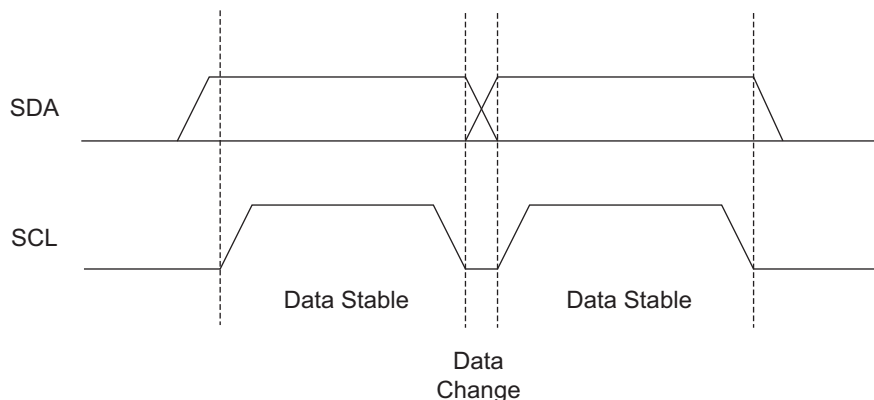 SDA
SCL
Data Stable
Data Stable
Data
Change